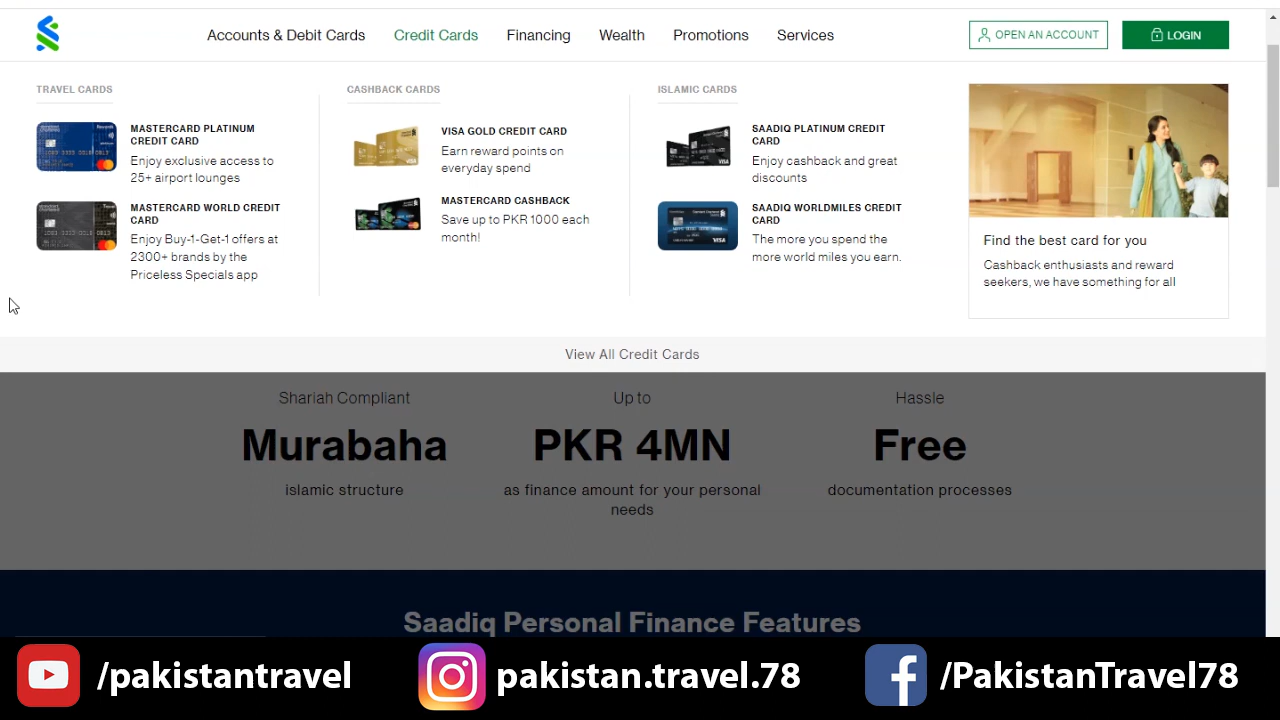 Accounts & Debit Cards
Credit Cards
Financing
Wealth
Promotions
Services
OPEN AN ACCOUNT
LOGIN
TRAVEL CARDS
MASTERCARD PLATINUM
CREDIT CARD
Enjoy exclusive access to
25+ airport lounges
MASTERCARD WORLD CREDIT
CARD
Enjoy Buy-1-Get-1 offers at
2300+ brands by the
Priceless Specials app
CASHBACK CARDS
VISA GOLD CREDIT CARD
Earn reward points on
everyday spend
MASTERCARD CASHBACK
Save up to PKR 1000 each
month!
ISLAMIC CARDS
SAADIQ PLATINUM CREDIT
CARD
Enjoy cashback and great
discounts
SAADIQ WORLDMILES CREDIT
CARD
The more you spend the
more world miles you earn.
Find the best card for you
Cashback enthusiasts and reward
seekers, we have something for all
View All Credit Cards
Shariah Compliant
Murabaha
islamic structure
Up to
PKR 4MN
as finance amount for your personal
needs
Hassle
Free
documentation processes
Saadiq Personal Finance Features
/pakistantravel
pakistan.travel.78
/PakistanTravel78